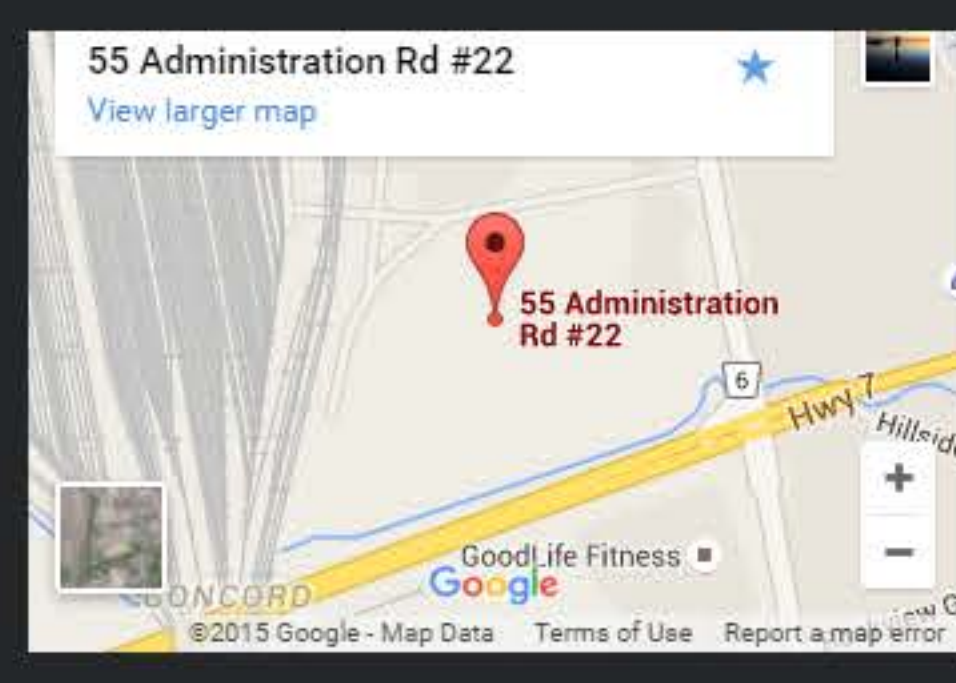 55 Administration Rd #22
View larger map
55 Administration
Rd #22
6
Hwy 7
GoodLife Fitness
Google
CONCORD
©2015 Google - Map Data
Terms of Use
Report a map error